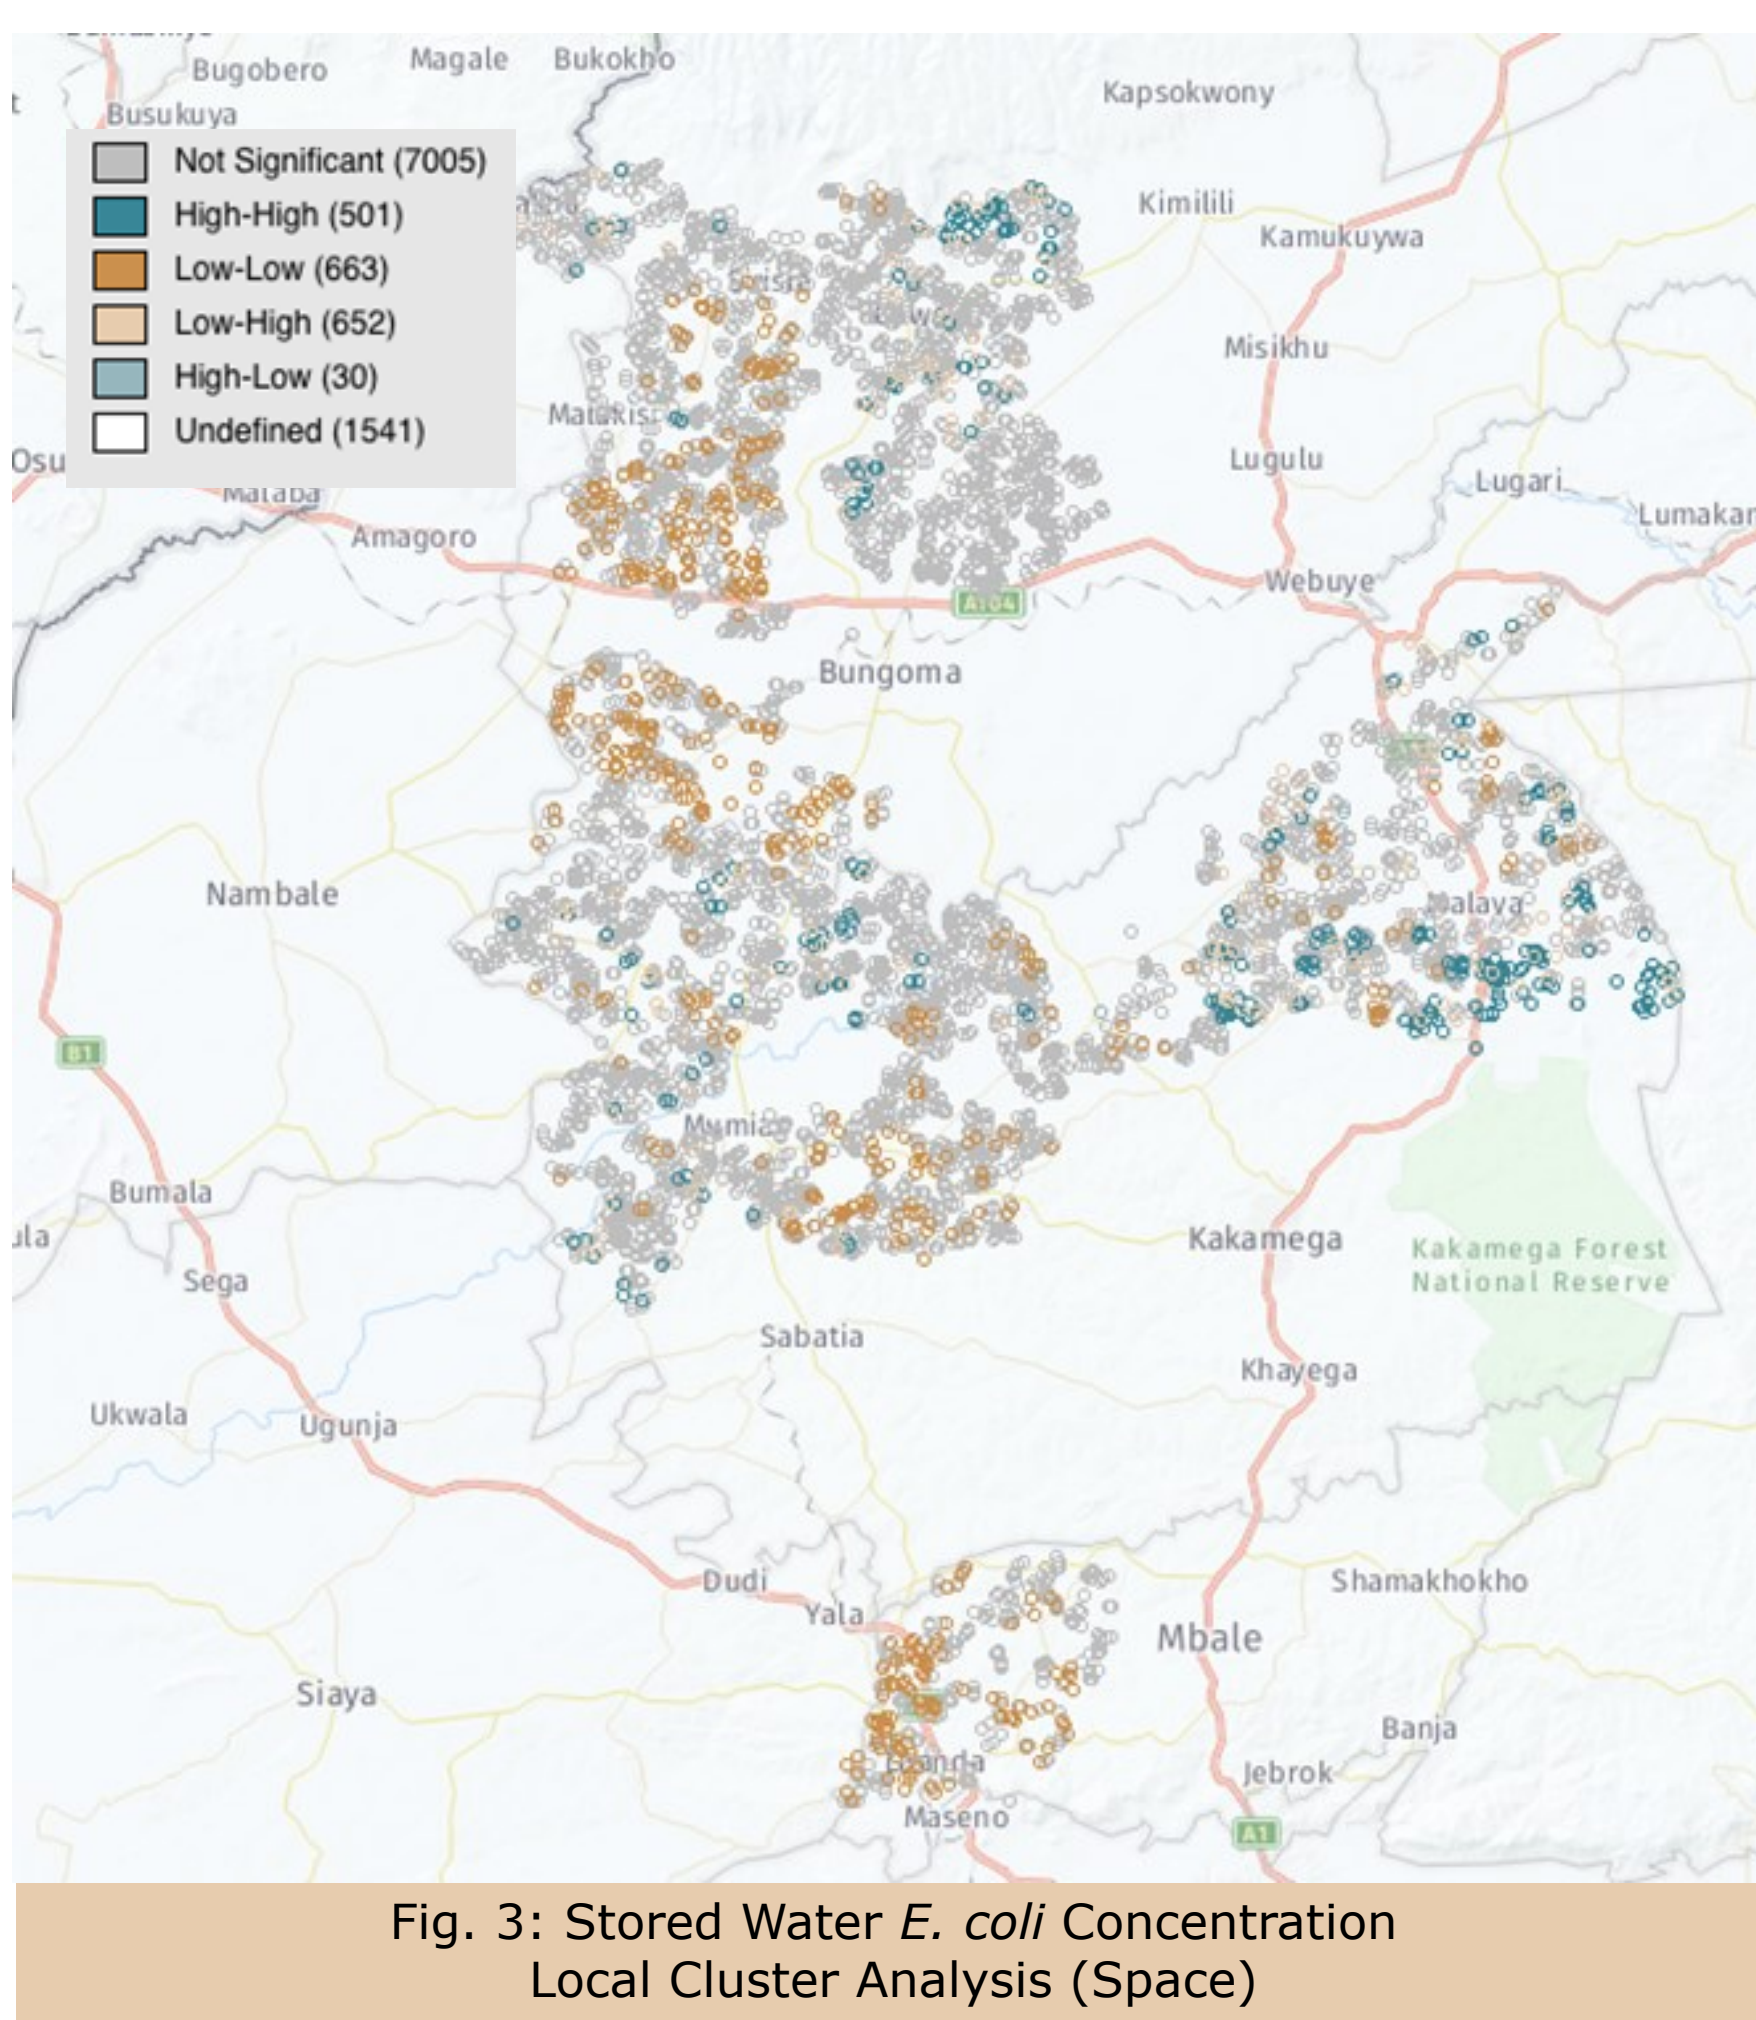 Bugobero
Magale
Bukokho
Busukuya
Kapsokwony
Not Significant (7005)
High-High (501)
Low-Low (663)
Low-High (652)
High-Low (30)
Undefined (1541)
Kimilili
Kamukuywa
Misikhu
Osu
Lugulu
Lugari
Malaba
Lumakar
Amagoro
Webuye
A104
Bungoma
Nambale
B1
Bumala
Kakamega
Kakamega Forest
National Reserve
ula
Sega
Sabatia
Khayega
Ukwala
Ugunja
Dudi
Yala
Shamakhokho
Mbale
Siaya
Banja
Jebrok
Maseno
A1
Fig. 3: Stored Water E. coli Concentration
Local Cluster Analysis (Space)